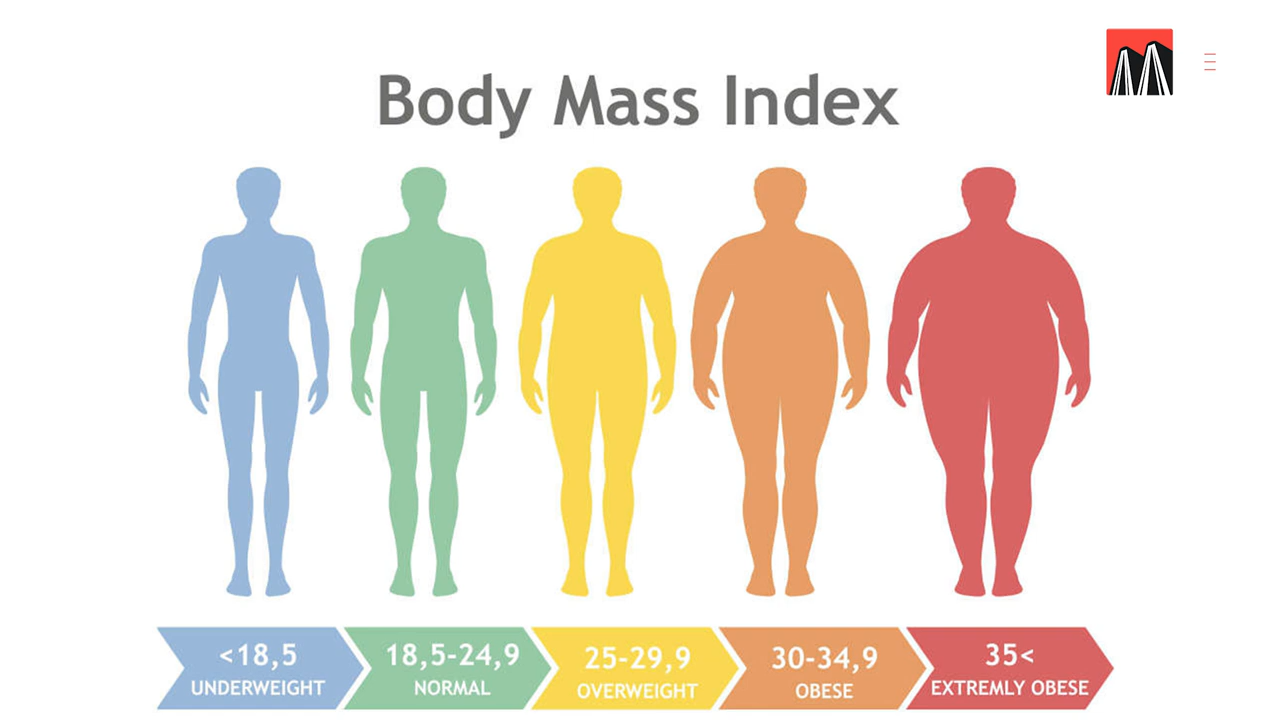 Body Mass Index
<18,5
UNDERWEIGHT
18,5-24,9
NORMAL
25-29,9
OVERWEIGHT
30-34,9
OBESE
35<
EXTREMLY OBESE